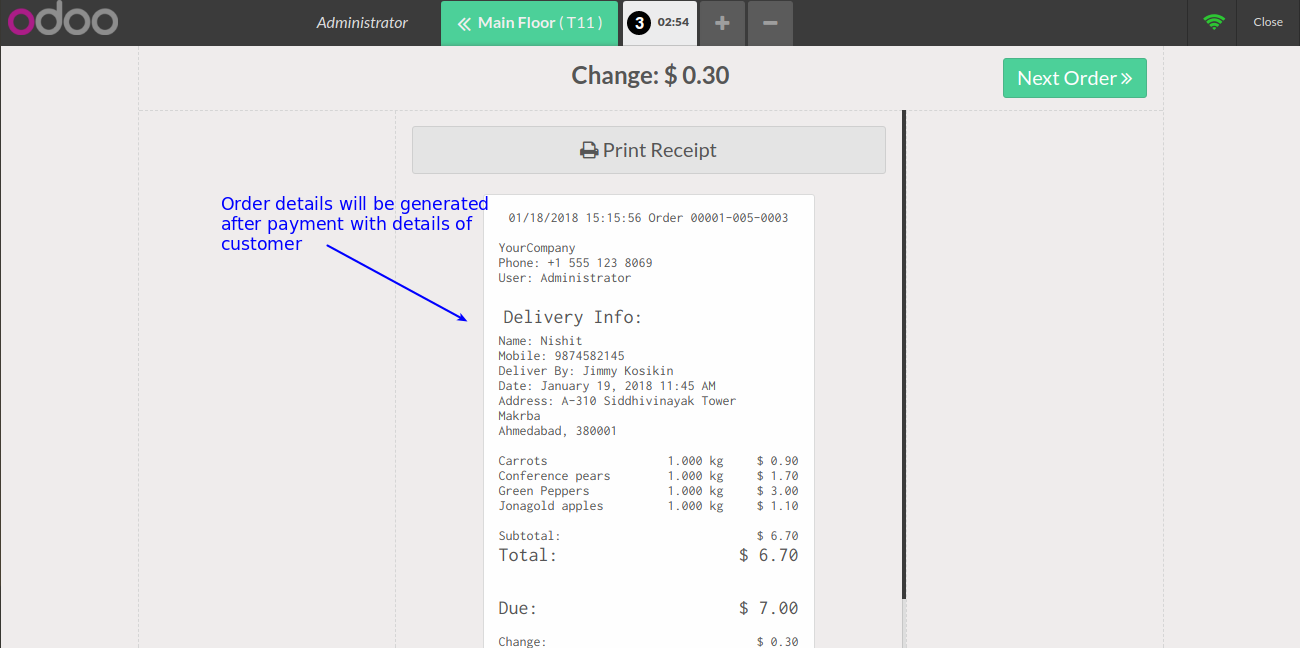 odoo
Administrator
Main Floor ( T11 )
3 02:54
Close
Change: $ 0.30
Next Order
Print Receipt
Order details will be generated
after payment with details of
customer
01/18/2018 15:15:56 Order 00001-005-0003
YourCompany
Phone: +1 555 123 8069
User: Administrator
Delivery Info:
Name: Nishit
Mobile: 9874582145
Deliver By: Jimmy Kosikin
Date: January 19, 2018 11:45 AM
Address: A-310 Siddhivinayak Tower
Makrba
Ahmedabad, 380001
Carrots 1.000 kg $ 0.90
Conference pears 1.000 kg $ 1.70
Green Peppers 1.000 kg $ 3.00
Jonagold apples 1.000 kg $ 1.10
Subtotal: $ 6.70
Total: $ 6.70
Due: $ 7.00
Change: $ 0.30